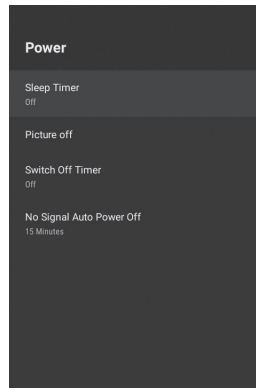 Power
Sleep Timer
Off
Picture off
Switch Off Timer
Off
No Signal Auto Power Off
15 Minutes